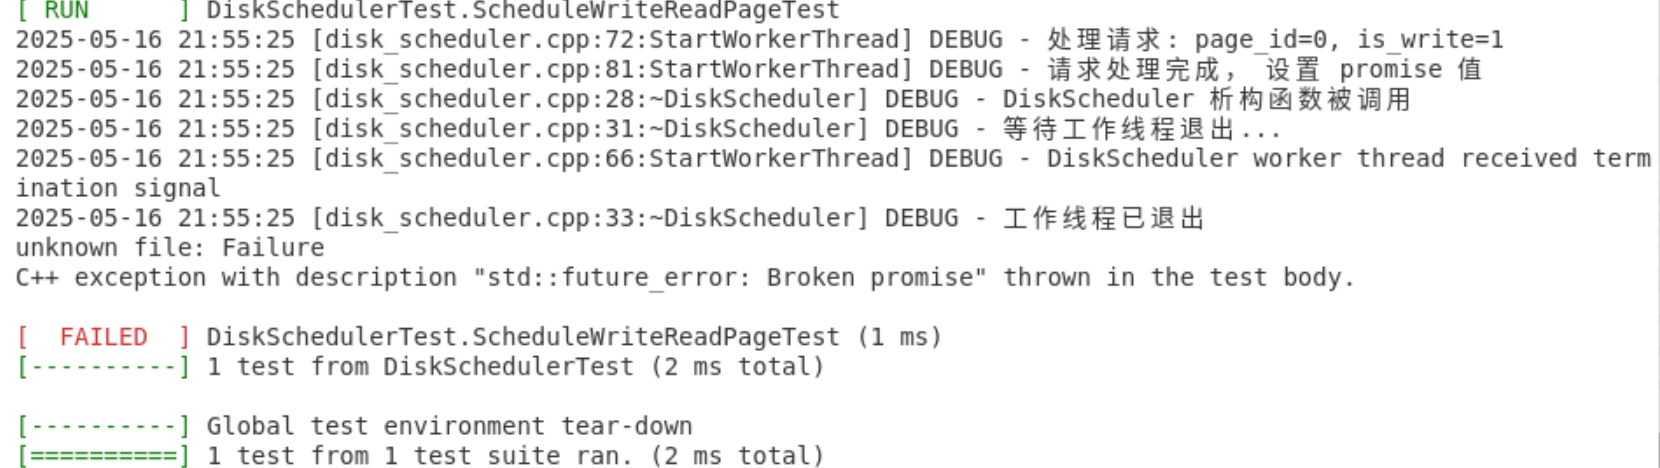 [ RUN      ] DiskSchedulerTest.ScheduleWriteReadPageTest
2025-05-16 21:55:25 [disk_scheduler.cpp:72:StartWorkerThread] DEBUG - 处理请求: page_id=0, is_write=1
2025-05-16 21:55:25 [disk_scheduler.cpp:81:StartWorkerThread] DEBUG - 请求处理完成， 设置 promise 值
2025-05-16 21:55:25 [disk_scheduler.cpp:28:~DiskScheduler] DEBUG - DiskScheduler 析构函数被调用
2025-05-16 21:55:25 [disk_scheduler.cpp:31:~DiskScheduler] DEBUG - 等待工作线程退出...
2025-05-16 21:55:25 [disk_scheduler.cpp:66:StartWorkerThread] DEBUG - DiskScheduler worker thread received term
ination signal
2025-05-16 21:55:25 [disk_scheduler.cpp:33:~DiskScheduler] DEBUG - 工作线程已退出
unknown file: Failure
C++ exception with description "std::future_error: Broken promise" thrown in the test body.
[  FAILED  ] DiskSchedulerTest.ScheduleWriteReadPageTest (1 ms)
[----------] 1 test from DiskSchedulerTest (2 ms total)
[----------] Global test environment tear-down
[==========] 1 test from 1 test suite ran. (2 ms total)